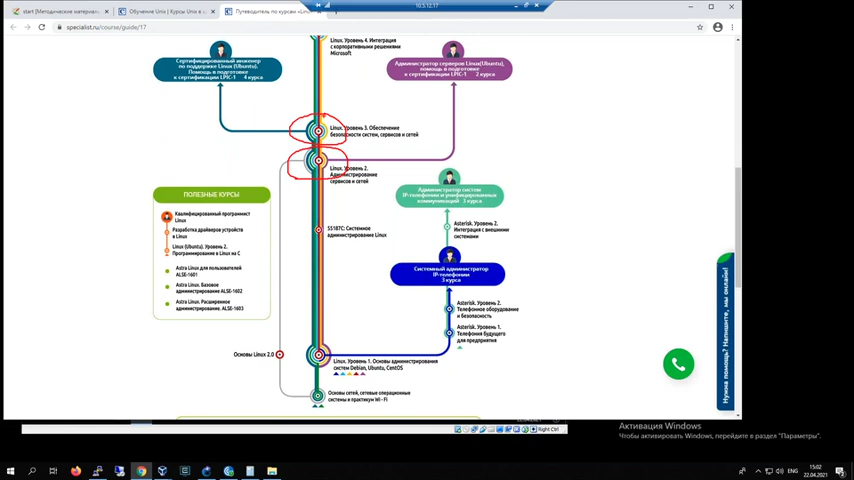 start [Методические материал
Обучение Unix | Курсы Unix в ц
Путеводитель по курсам «Linux
10.3.12.17
specialist.ru/course/guide/17
Сертифицированный инженер
по поддержке Linux (Ubuntu).
Помощь в подготовке
к сертификации LPIC-1 4 курса
Linux. Уровень 4. Интеграция
с корпоративными решениями
Microsoft
Администратор серверов Linux(Ubuntu),
помощь в подготовке
к сертификации LPIC-1 2 курса
Linux. Уровень 3. Обеспечение
безопасности систем, сервисов и сетей
Linux. Уровень 2.
Администрирование
сервисов и сетей
ПОЛЕЗНЫЕ КУРСЫ
Квалифицированный программист
Linux
Разработка драйверов устройств
в Linux
Linux (Ubuntu). Уровень 2.
Программирование в Linux на С
Astra Linux для пользователей
ALSE-1601
Astra Linux. Базовое
администрирование ALSE-1602
Astra Linux. Расширенное
администрирование. ALSE-1603
Администратор систем
IP-телефонии и унифицированных
коммуникаций 3 курса
Asterisk. Уровень 2.
Интеграция с внешними
системами
SS187C: Системное
администрирование Linux
Системный администратор
IP-телефонии
3 курса
Asterisk. Уровень 2.
Телефонное оборудование
и безопасность
Asterisk. Уровень 1.
Телефония будущего
для предприятия
Основы Linux 2.0
Linux. Уровень 1. Основы администрирования
систем Debian, Ubuntu, CentOS
Основы сетей, сетевые операционные
системы и практикум Wi - Fi
Нужна помощь? Напишите, мы онлайн!
Right Ctrl
Активация Windows
Чтобы активировать Windows, перейдите в раздел "Параметры".
ENG
15:02
22.04.2021